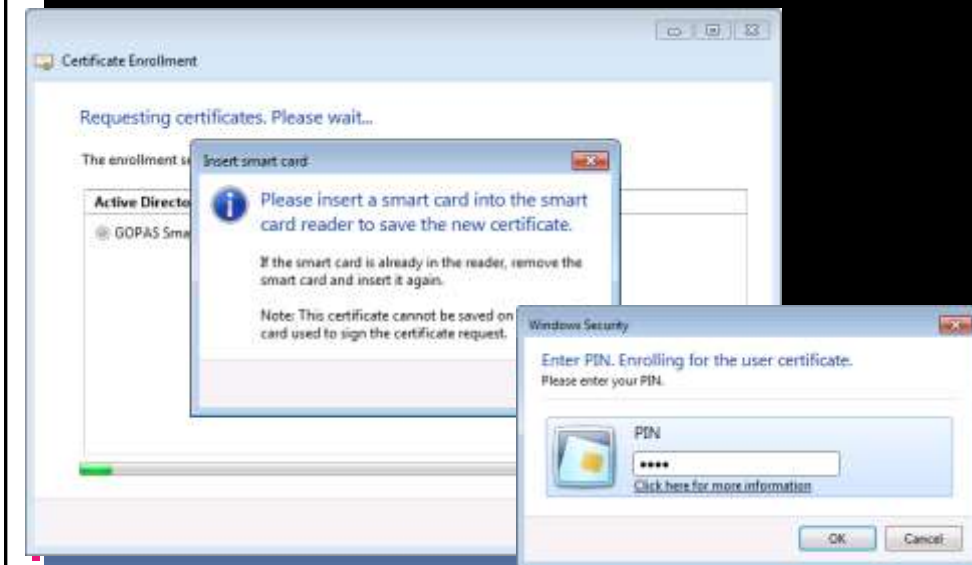 Certificate Enrollment
Requesting certificates. Please wait...
The enrollment se
Active Directo
GOPAS Sma
Insert smart card
Please insert a smart card into the smart
card reader to save the new certificate.
If the smart card is already in the reader, remove the
smart card and insert it again.
Note: This certificate cannot be saved on
card used to sign the certificate request.
Windows Security
Enter PIN. Enrolling for the user certificate.
Please enter your PIN.
PIN
••••
Click here for more information
OK
Cancel